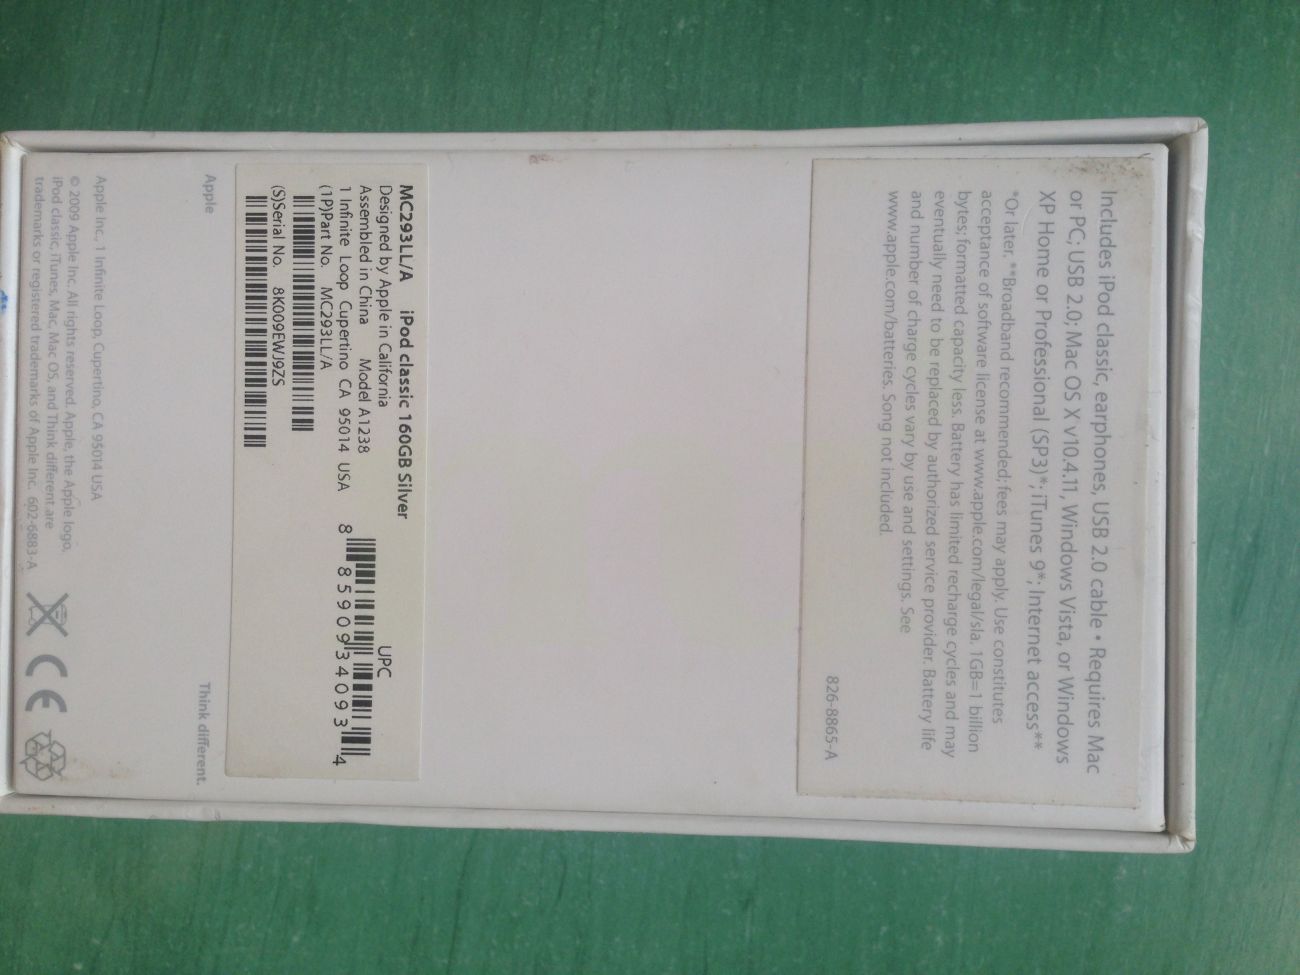 Includes iPod classic, earphones, USB 2.0 cable • Requires Mac
or PC; USB 2.0; Mac OS X v10.4.11, Windows Vista, or Windows
XP Home or Professional (SP3)*; iTunes 9*; Internet access**
*Or later. **Broadband recommended; fees may apply. Use constitutes
acceptance of software license at www.apple.com/legal/sla. 1GB=1 billion
bytes; formatted capacity less. Battery has limited recharge cycles and may
eventually need to be replaced by authorized service provider. Battery life
and number of charge cycles vary by use and settings. See
www.apple.com/batteries. Song not included.
826-8865-A
MC293LL/A iPod classic 160GB Silver
Designed by Apple in California
Assembled in China Model A1238
1 Infinite Loop Cupertino CA 95014 USA
(1P)Part No. MC293LL/A
(S)Serial No. 8K009EWJ9ZS
UPC
8 85909 34093 4
Apple
Think different.
Apple Inc., 1 Infinite Loop, Cupertino, CA 95014 USA
© 2009 Apple Inc. All rights reserved. Apple, the Apple logo,
iPod classic, iTunes, Mac, Mac OS, and Think different are
trademarks or registered trademarks of Apple Inc. 602-6883-A
CE